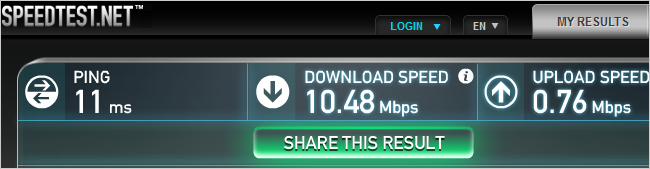 SPEEDTEST.NET™
LOGIN EN MY RESULTS
PING DOWNLOAD SPEED i UPLOAD SPEED
11 ms 10.48 Mbps 0.76 Mbps
SHARE THIS RESULT